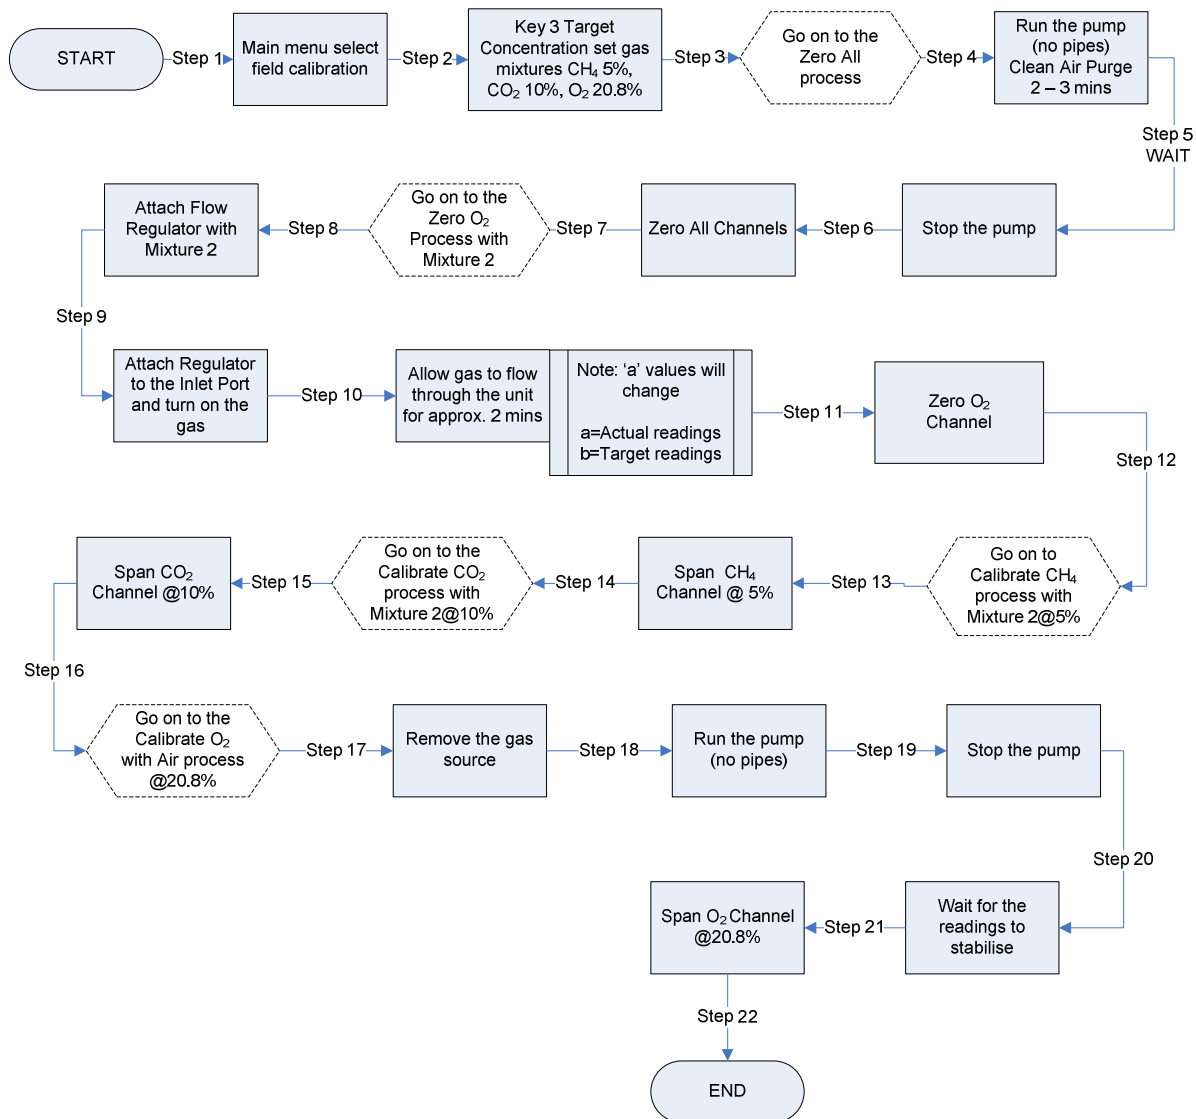 START
Step 1
Main menu select
field calibration
Step 2
Key 3 Target
Concentration set gas
mixtures CH₄ 5%,
CO₂ 10%, O₂ 20.8%
Step 3
Go on to the
Zero All
process
Step 4
Run the pump
(no pipes)
Clean Air Purge
2 – 3 mins
Step 5
WAIT
Stop the pump
Step 6
Zero All Channels
Step 7
Go on to the
Zero O₂
Process with
Mixture 2
Step 8
Attach Flow
Regulator with
Mixture 2
Step 9
Attach Regulator
to the Inlet Port
and turn on the
gas
Step 10
Allow gas to flow
through the unit
for approx. 2 mins
Note: ‘a’ values will
change
a=Actual readings
b=Target readings
Step 11
Zero O₂
Channel
Step 12
Go on to
Calibrate CH₄
process with
Mixture 2@5%
Step 13
Span CH₄
Channel @ 5%
Step 14
Go on to the
Calibrate CO₂
process with
Mixture 2@10%
Step 15
Span CO₂
Channel @10%
Step 16
Go on to the
Calibrate O₂
with Air process
@20.8%
Step 17
Remove the gas
source
Step 18
Run the pump
(no pipes)
Step 19
Stop the pump
Step 20
Wait for the
readings to
stabilise
Step 21
Span O₂ Channel
@20.8%
Step 22
END